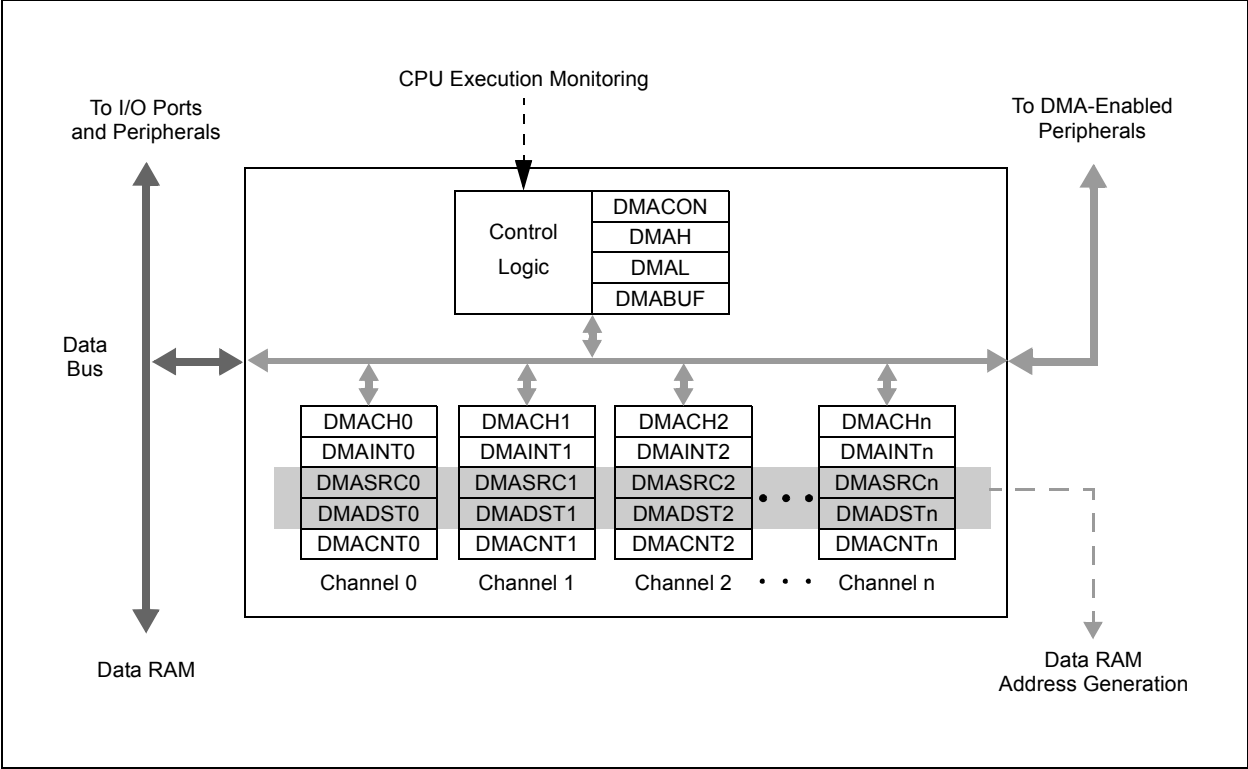 CPU Execution Monitoring
To I/O Ports
and Peripherals
To DMA-Enabled
Peripherals
Control
Logic
DMACON
DMAH
DMAL
DMABUF
Data
Bus
DMACH0
DMAINT0
DMASRC0
DMADST0
DMACNT0
Channel 0
DMACH1
DMAINT1
DMASRC1
DMADST1
DMACNT1
Channel 1
DMACH2
DMAINT2
DMASRC2
DMADST2
DMACNT2
Channel 2
DMACHn
DMAINTn
DMASRCn
DMADSTn
DMACNTn
Channel n
Data RAM
Data RAM
Address Generation